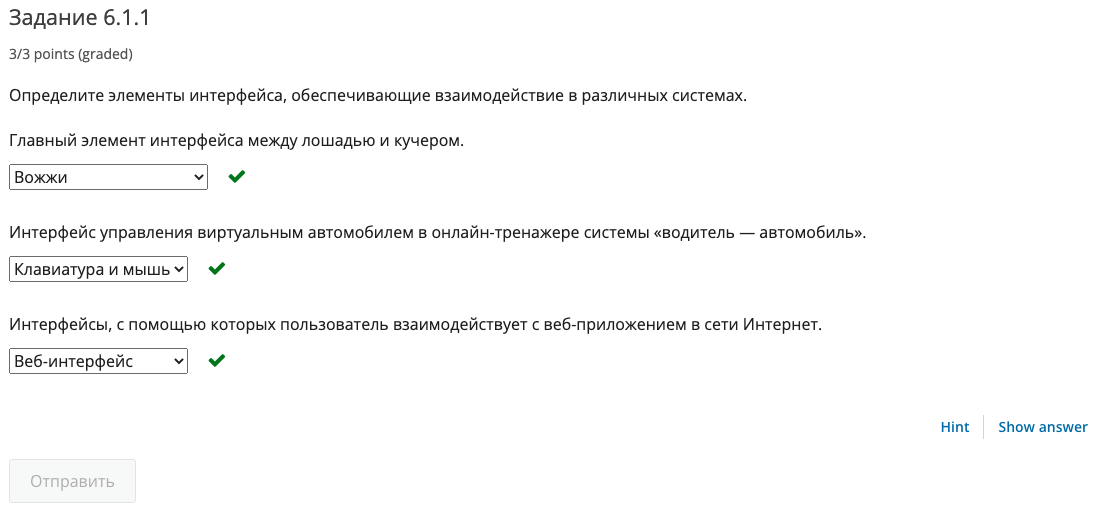 Задание 6.1.1
3/3 points (graded)
Определите элементы интерфейса, обеспечивающие взаимодействие в различных системах.
Главный элемент интерфейса между лошадью и кучером.
Вожжи
Интерфейс управления виртуальным автомобилем в онлайн-тренажере системы «водитель — автомобиль».
Клавиатура и мышь
Интерфейсы, с помощью которых пользователь взаимодействует с веб-приложением в сети Интернет.
Веб-интерфейс
Hint
Show answer
Отправить